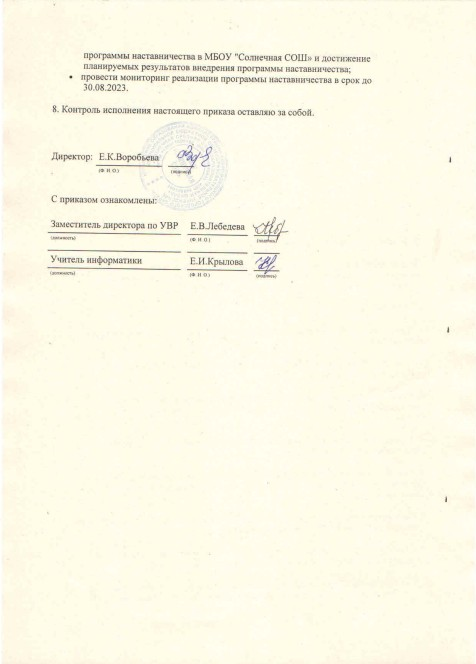 программы наставничества в МБОУ "Солнечная СОШ» и достижение
планируемых результатов внедрения программы наставничества;
• провести мониторинг реализации программы наставничества в срок до
30.08.2023.
8. Контроль исполнения настоящего приказа оставляю за собой.
Директор: Е.К.Воробьева
(Ф. И. О.) (подпись)
С приказом ознакомлены:
Заместитель директора по УВР Е.В.Лебедева
(должность) (Ф. И. О.) (подпись)
Учитель информатики Е.И.Крылова
(должность) (Ф. И. О.) (подпись)